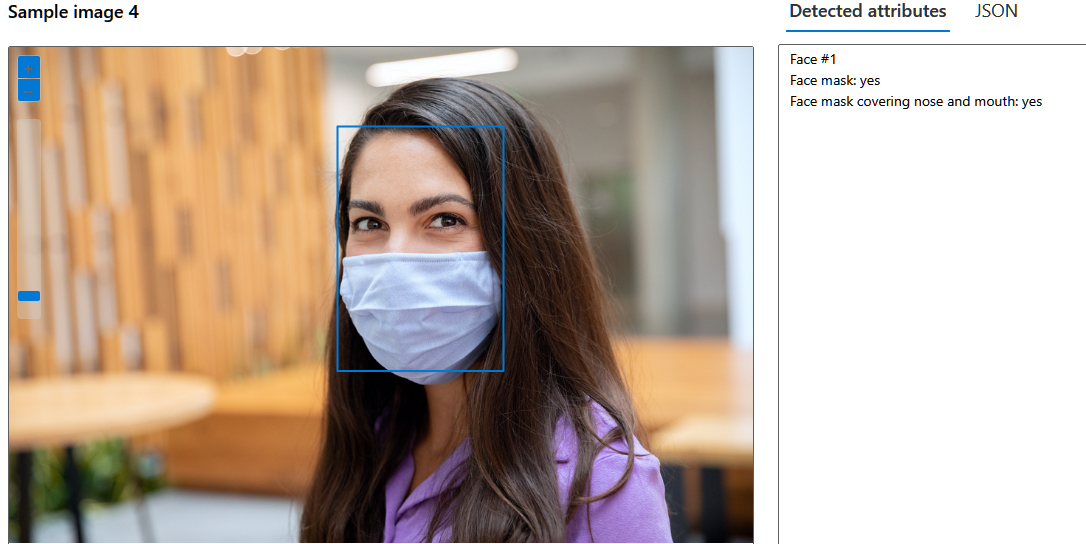 Sample image 4
Detected attributes
JSON
Face #1
Face mask: yes
Face mask covering nose and mouth: yes